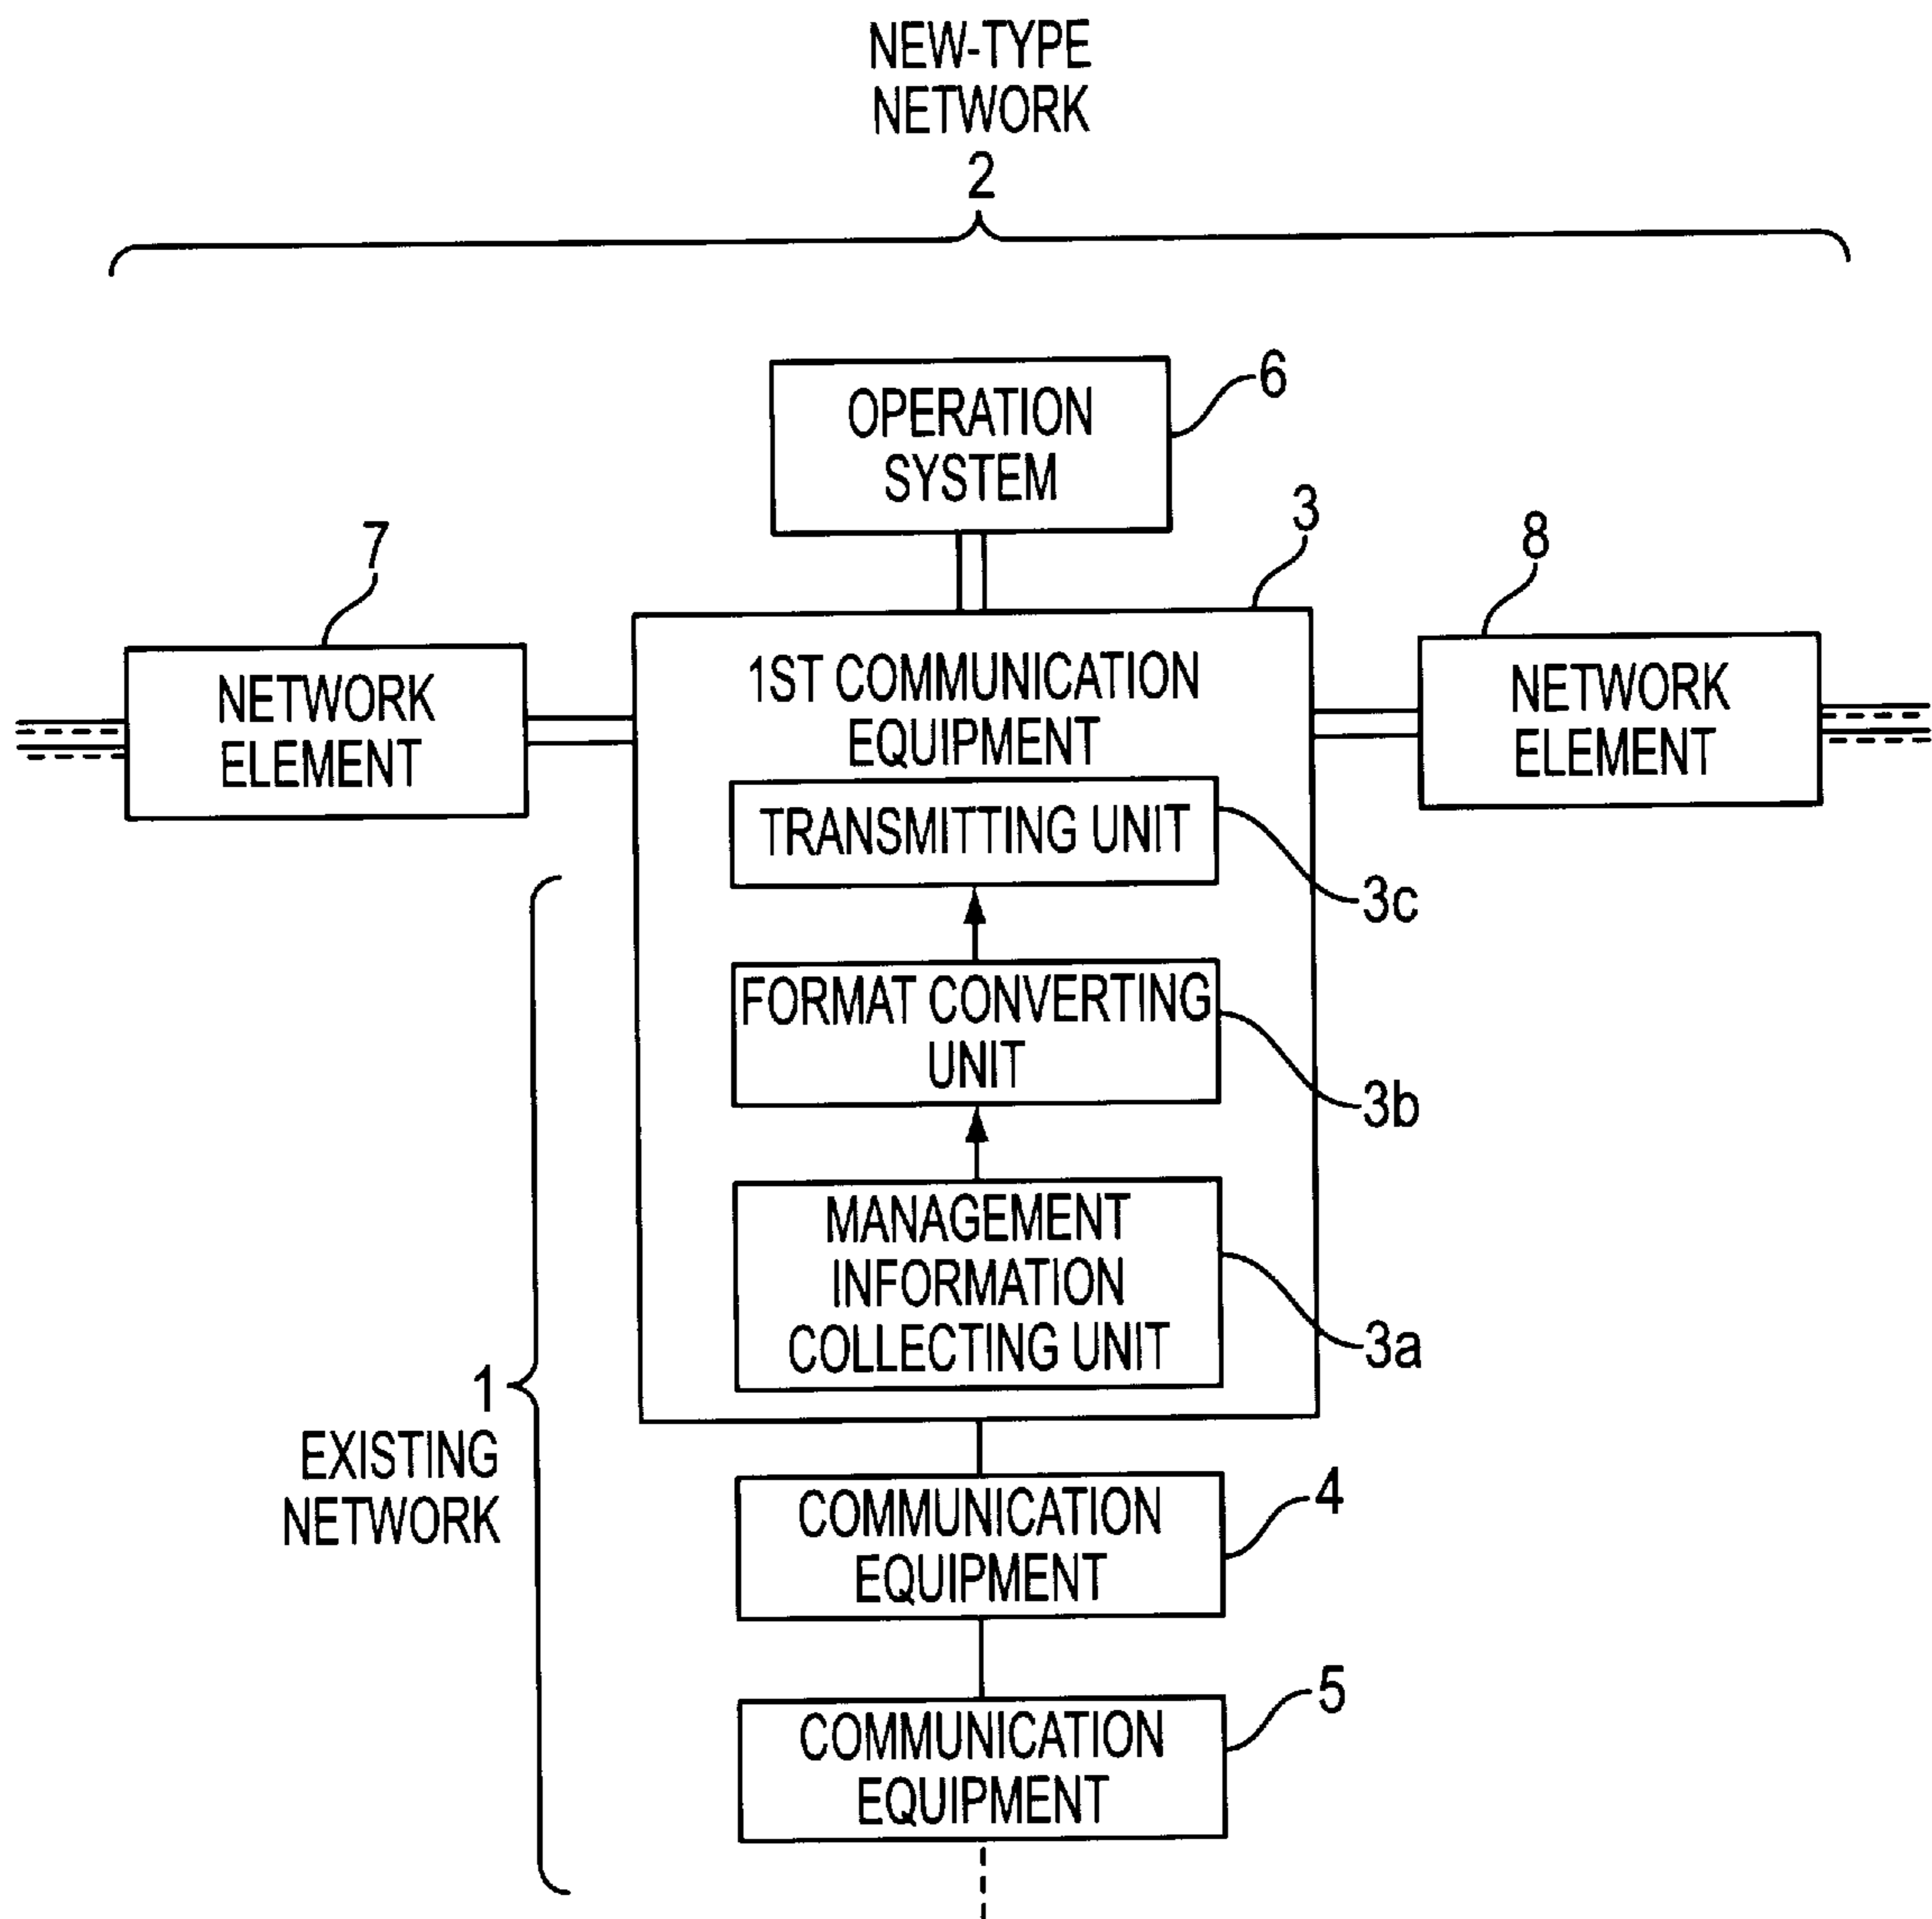 NEW-TYPE
NETWORK
2
OPERATION
SYSTEM
6
3
7
8
NETWORK
ELEMENT
1ST COMMUNICATION
EQUIPMENT
NETWORK
ELEMENT
TRANSMITTING UNIT
3c
FORMAT CONVERTING
UNIT
3b
MANAGEMENT
INFORMATION
COLLECTING UNIT
3a
1
EXISTING
NETWORK
COMMUNICATION
EQUIPMENT
4
COMMUNICATION
EQUIPMENT
5